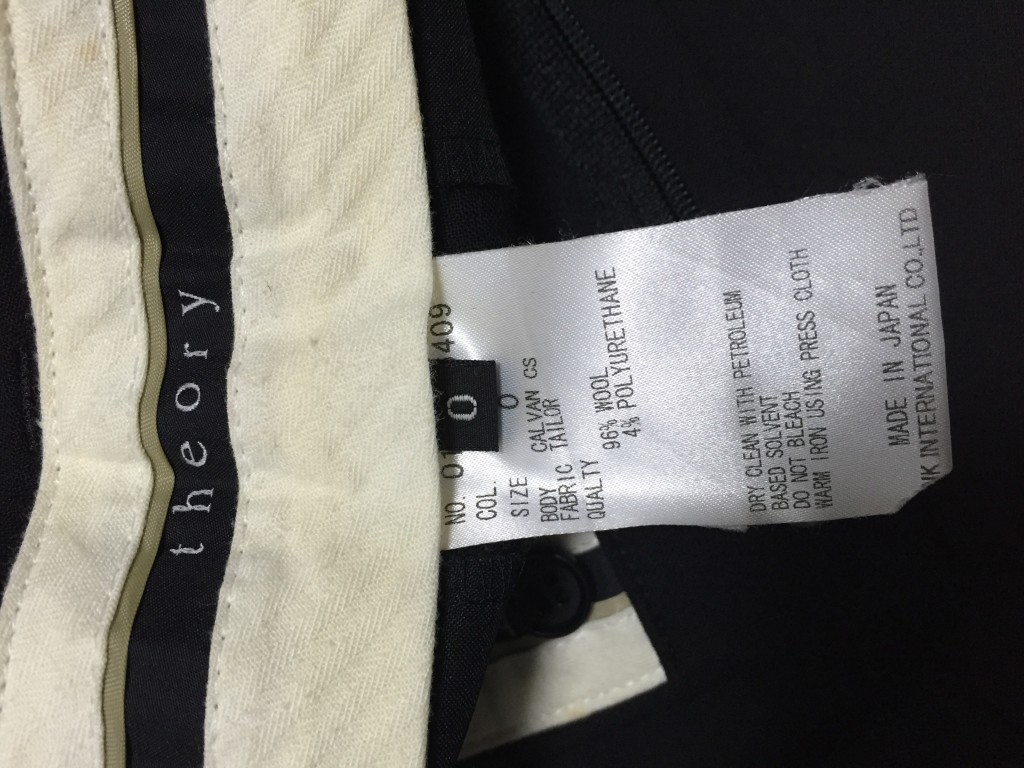 theory
0
NO. 01 409
COL.
SIZE 0
BODY CALVAN CS
FABRIC TAILOR
QUALTY 96% WOOL
4% POLYURETHANE
DRY CLEAN WITH PETROLEUM
BASED SOLVENT
DO NOT BLEACH
WARM IRON USING PRESS CLOTH
MADE IN JAPAN
INTERNATIONAL CO.,LTD